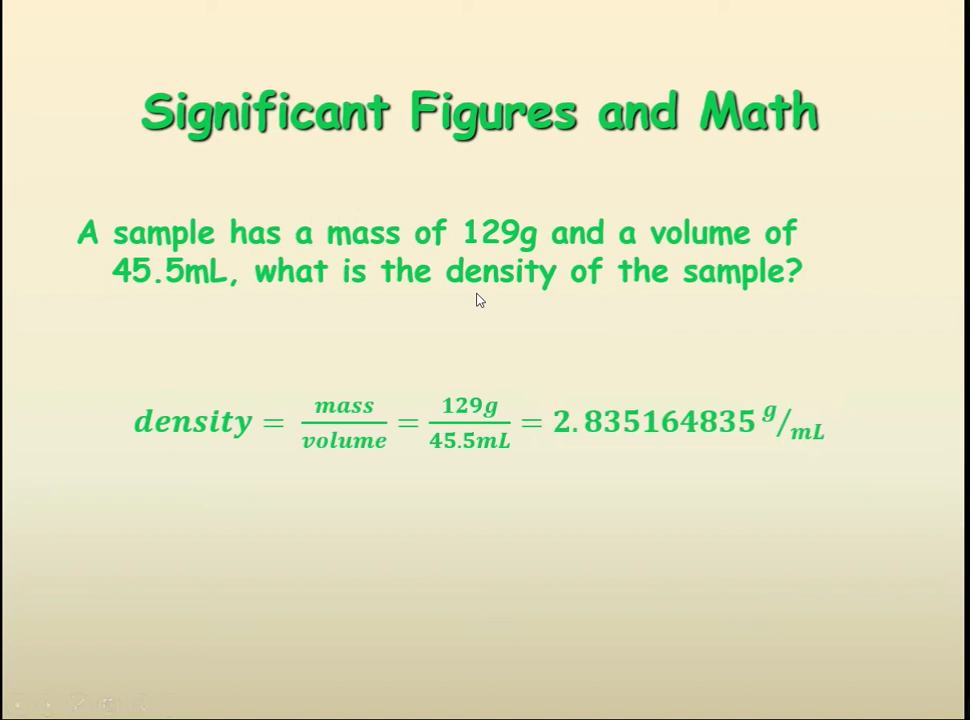 Significant Figures and Math
A sample has a mass of 129g and a volume of
45.5mL, what is the density of the sample?
density = mass/volume = 129g/45.5mL = 2.835164835 g/mL